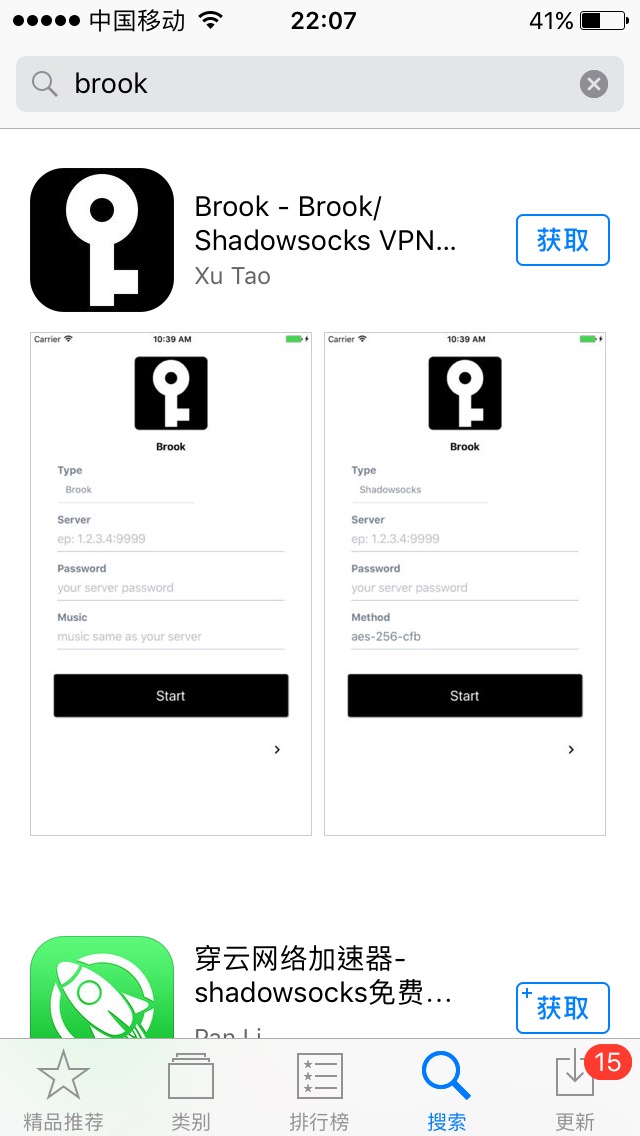 中国移动 22:07 41%
brook
Brook - Brook/
Shadowsocks VPN...
Xu Tao
获取
Carrier 10:39 AM
Brook
Type
Brook
Server
ep: 1.2.3.4:9999
Password
your server password
Music
music same as your server
Start
Carrier 10:39 AM
Brook
Type
Shadowsocks
Server
ep: 1.2.3.4:9999
Password
your server password
Method
aes-256-cfb
Start
穿云网络加速器-
shadowsocks免费...
Pan Li
获取
15
精品推荐 类别 排行榜 搜索 更新